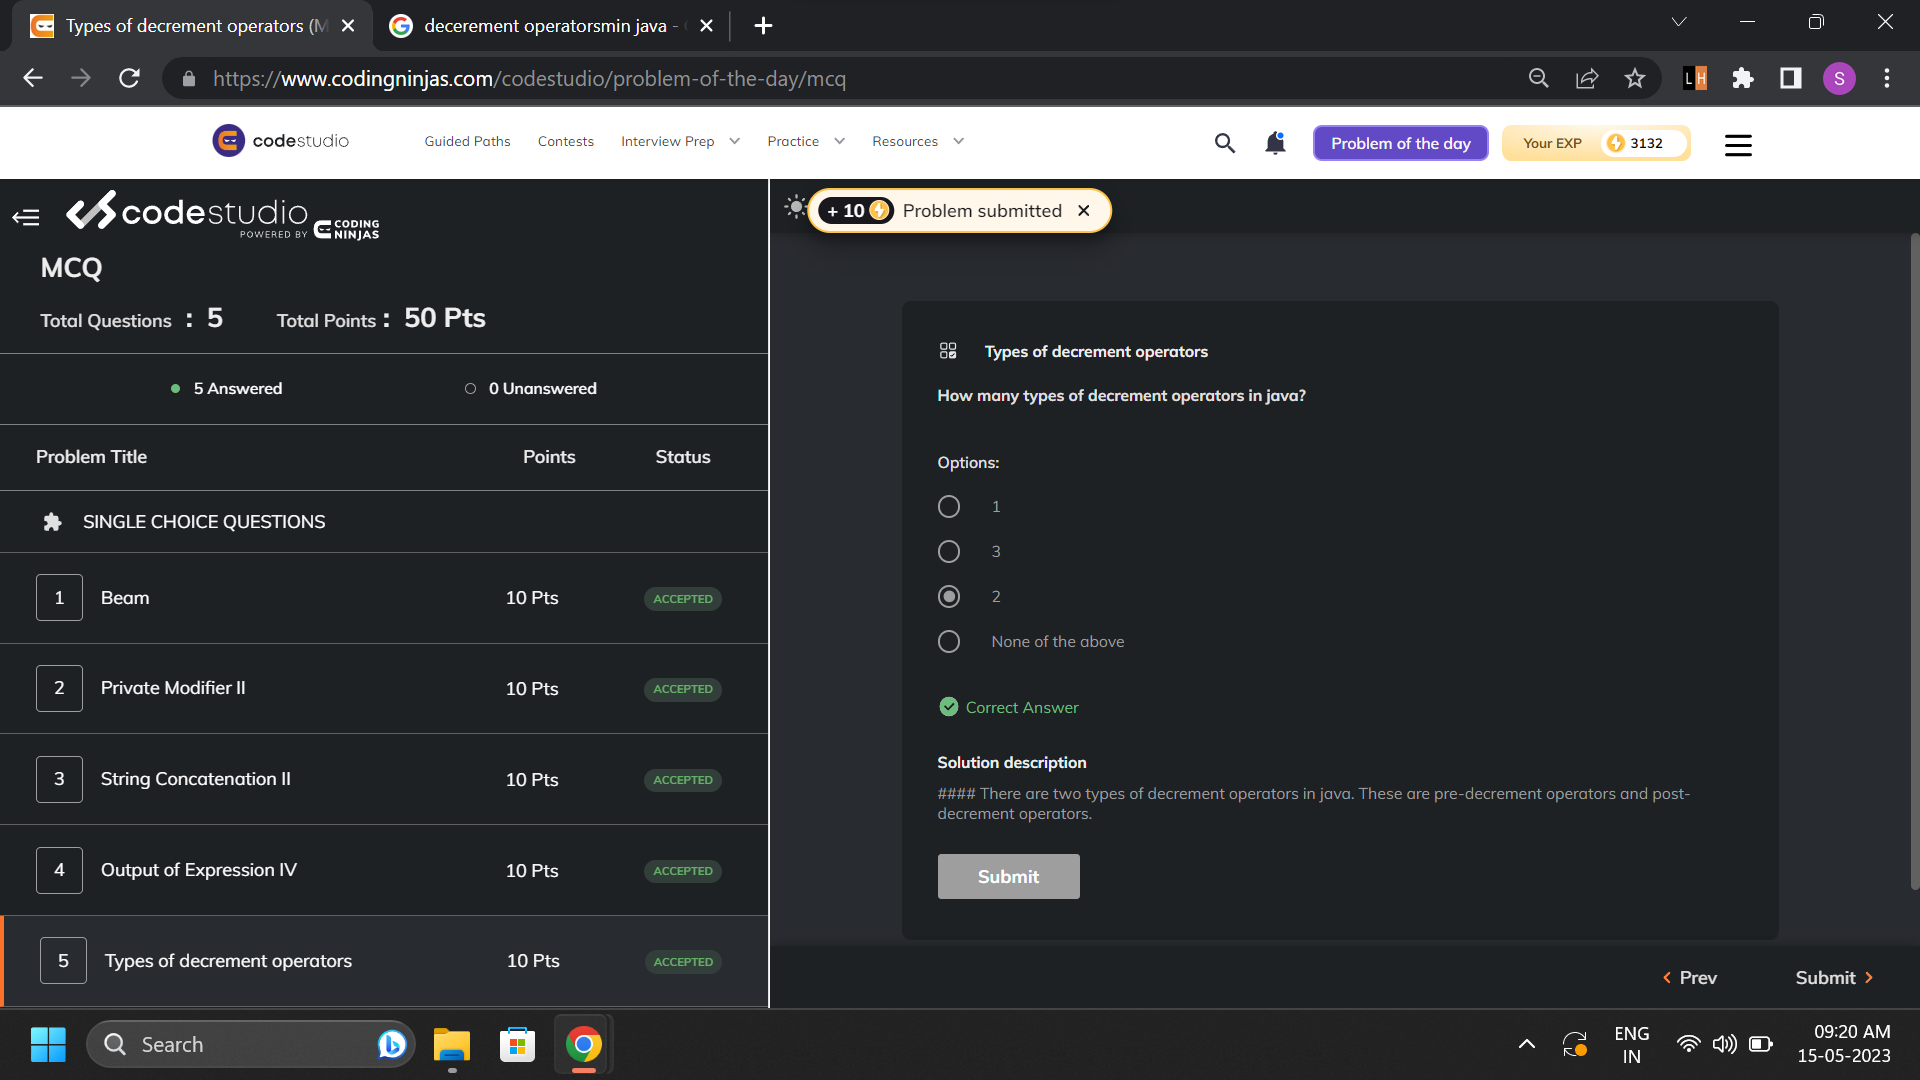 Types of decrement operators (M
decerement operatorsmin java -
https://www.codingninjas.com/codestudio/problem-of-the-day/mcq
L H
S
codestudio
Guided Paths
Contests
Interview Prep
Practice
Resources
Problem of the day
Your EXP
3132
codestudio
POWERED BY
CODING
NINJAS
+ 10
Problem submitted
MCQ
Total Questions : 5
Total Points : 50 Pts
5 Answered
0 Unanswered
Problem Title
Points
Status
SINGLE CHOICE QUESTIONS
1 Beam 10 Pts ACCEPTED
2 Private Modifier II 10 Pts ACCEPTED
3 String Concatenation II 10 Pts ACCEPTED
4 Output of Expression IV 10 Pts ACCEPTED
5 Types of decrement operators 10 Pts ACCEPTED
Types of decrement operators
How many types of decrement operators in java?
Options:
1
3
2
None of the above
Correct Answer
Solution description
#### There are two types of decrement operators in java. These are pre-decrement operators and post-
decrement operators.
Submit
Prev
Submit
Search
ENG
IN
09:20 AM
15-05-2023